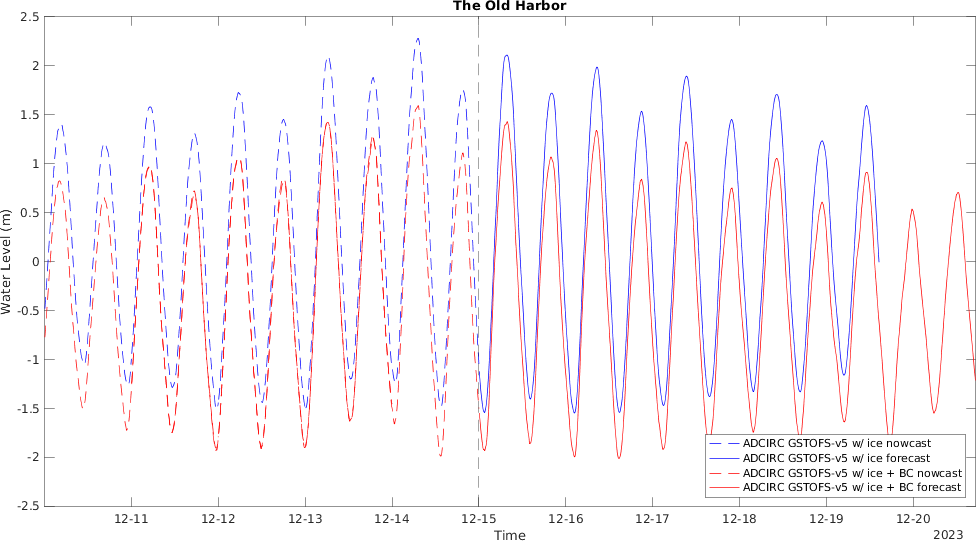 The Old Harbor
2.5
2
1.5
1
0.5
0
-0.5
-1
-1.5
-2
-2.5
Water Level (m)
ADCIRC GSTOFS-v5 w/ ice nowcast
ADCIRC GSTOFS-v5 w/ ice forecast
ADCIRC GSTOFS-v5 w/ ice + BC nowcast
ADCIRC GSTOFS-v5 w/ ice + BC forecast
12-11 12-12 12-13 12-14 12-15 12-16 12-17 12-18 12-19 12-20
Time
2023